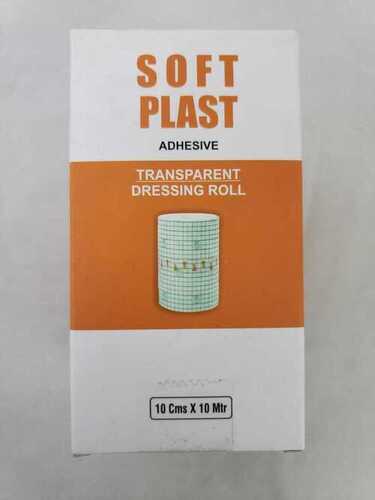 SOFT
PLAST
ADHESIVE
TRANSPARENT
DRESSING ROLL
10 Cms X 10 Mtr